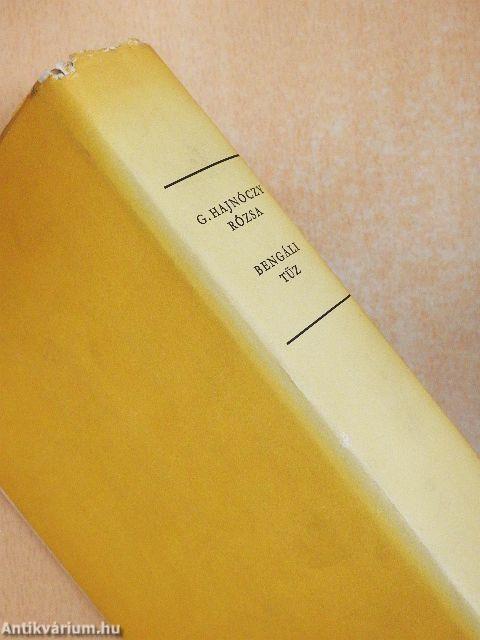 G. HAJNÓCZY
RÓZSA
BENGÁLI
TŰZ
Antikvárium.hu